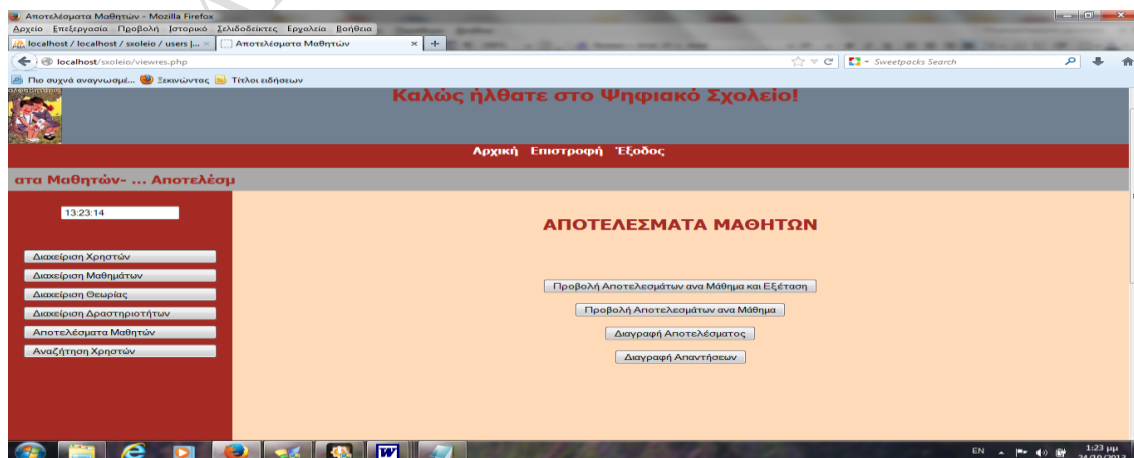 Αποτελέσματα Μαθητών - Mozilla Firefox
Αρχείο Επεξεργασία Προβολή Ιστορικό Σελιδοδείκτες Εργαλεία Βοήθεια
localhost / localhost / sxoleio / users |... × Αποτελέσματα Μαθητών × +
localhost/sxoleio/viewres.php Sweetpacks Search
Πιο συχνά αναγνωσμέ... Ξεκινώντας Τίτλοι ειδήσεων
Καλώς ήλθατε στο Ψηφιακό Σχολείο!
Αρχική Επιστροφή Έξοδος
ατα Μαθητών- ... Αποτελέσμ
13:23:14
Διαχείριση Χρηστών
Διαχείριση Μαθημάτων
Διαχείριση Θεωρίας
Διαχείριση Δραστηριοτήτων
Αποτελέσματα Μαθητών
Αναζήτηση Χρηστών
ΑΠΟΤΕΛΕΣΜΑΤΑ ΜΑΘΗΤΩΝ
Προβολή Αποτελεσμάτων ανα Μάθημα και Εξέταση
Προβολή Αποτελεσμάτων ανα Μάθημα
Διαγραφή Αποτελέσματος
Διαγραφή Απαντήσεων
EN 1:23 μμ
24/10/2013